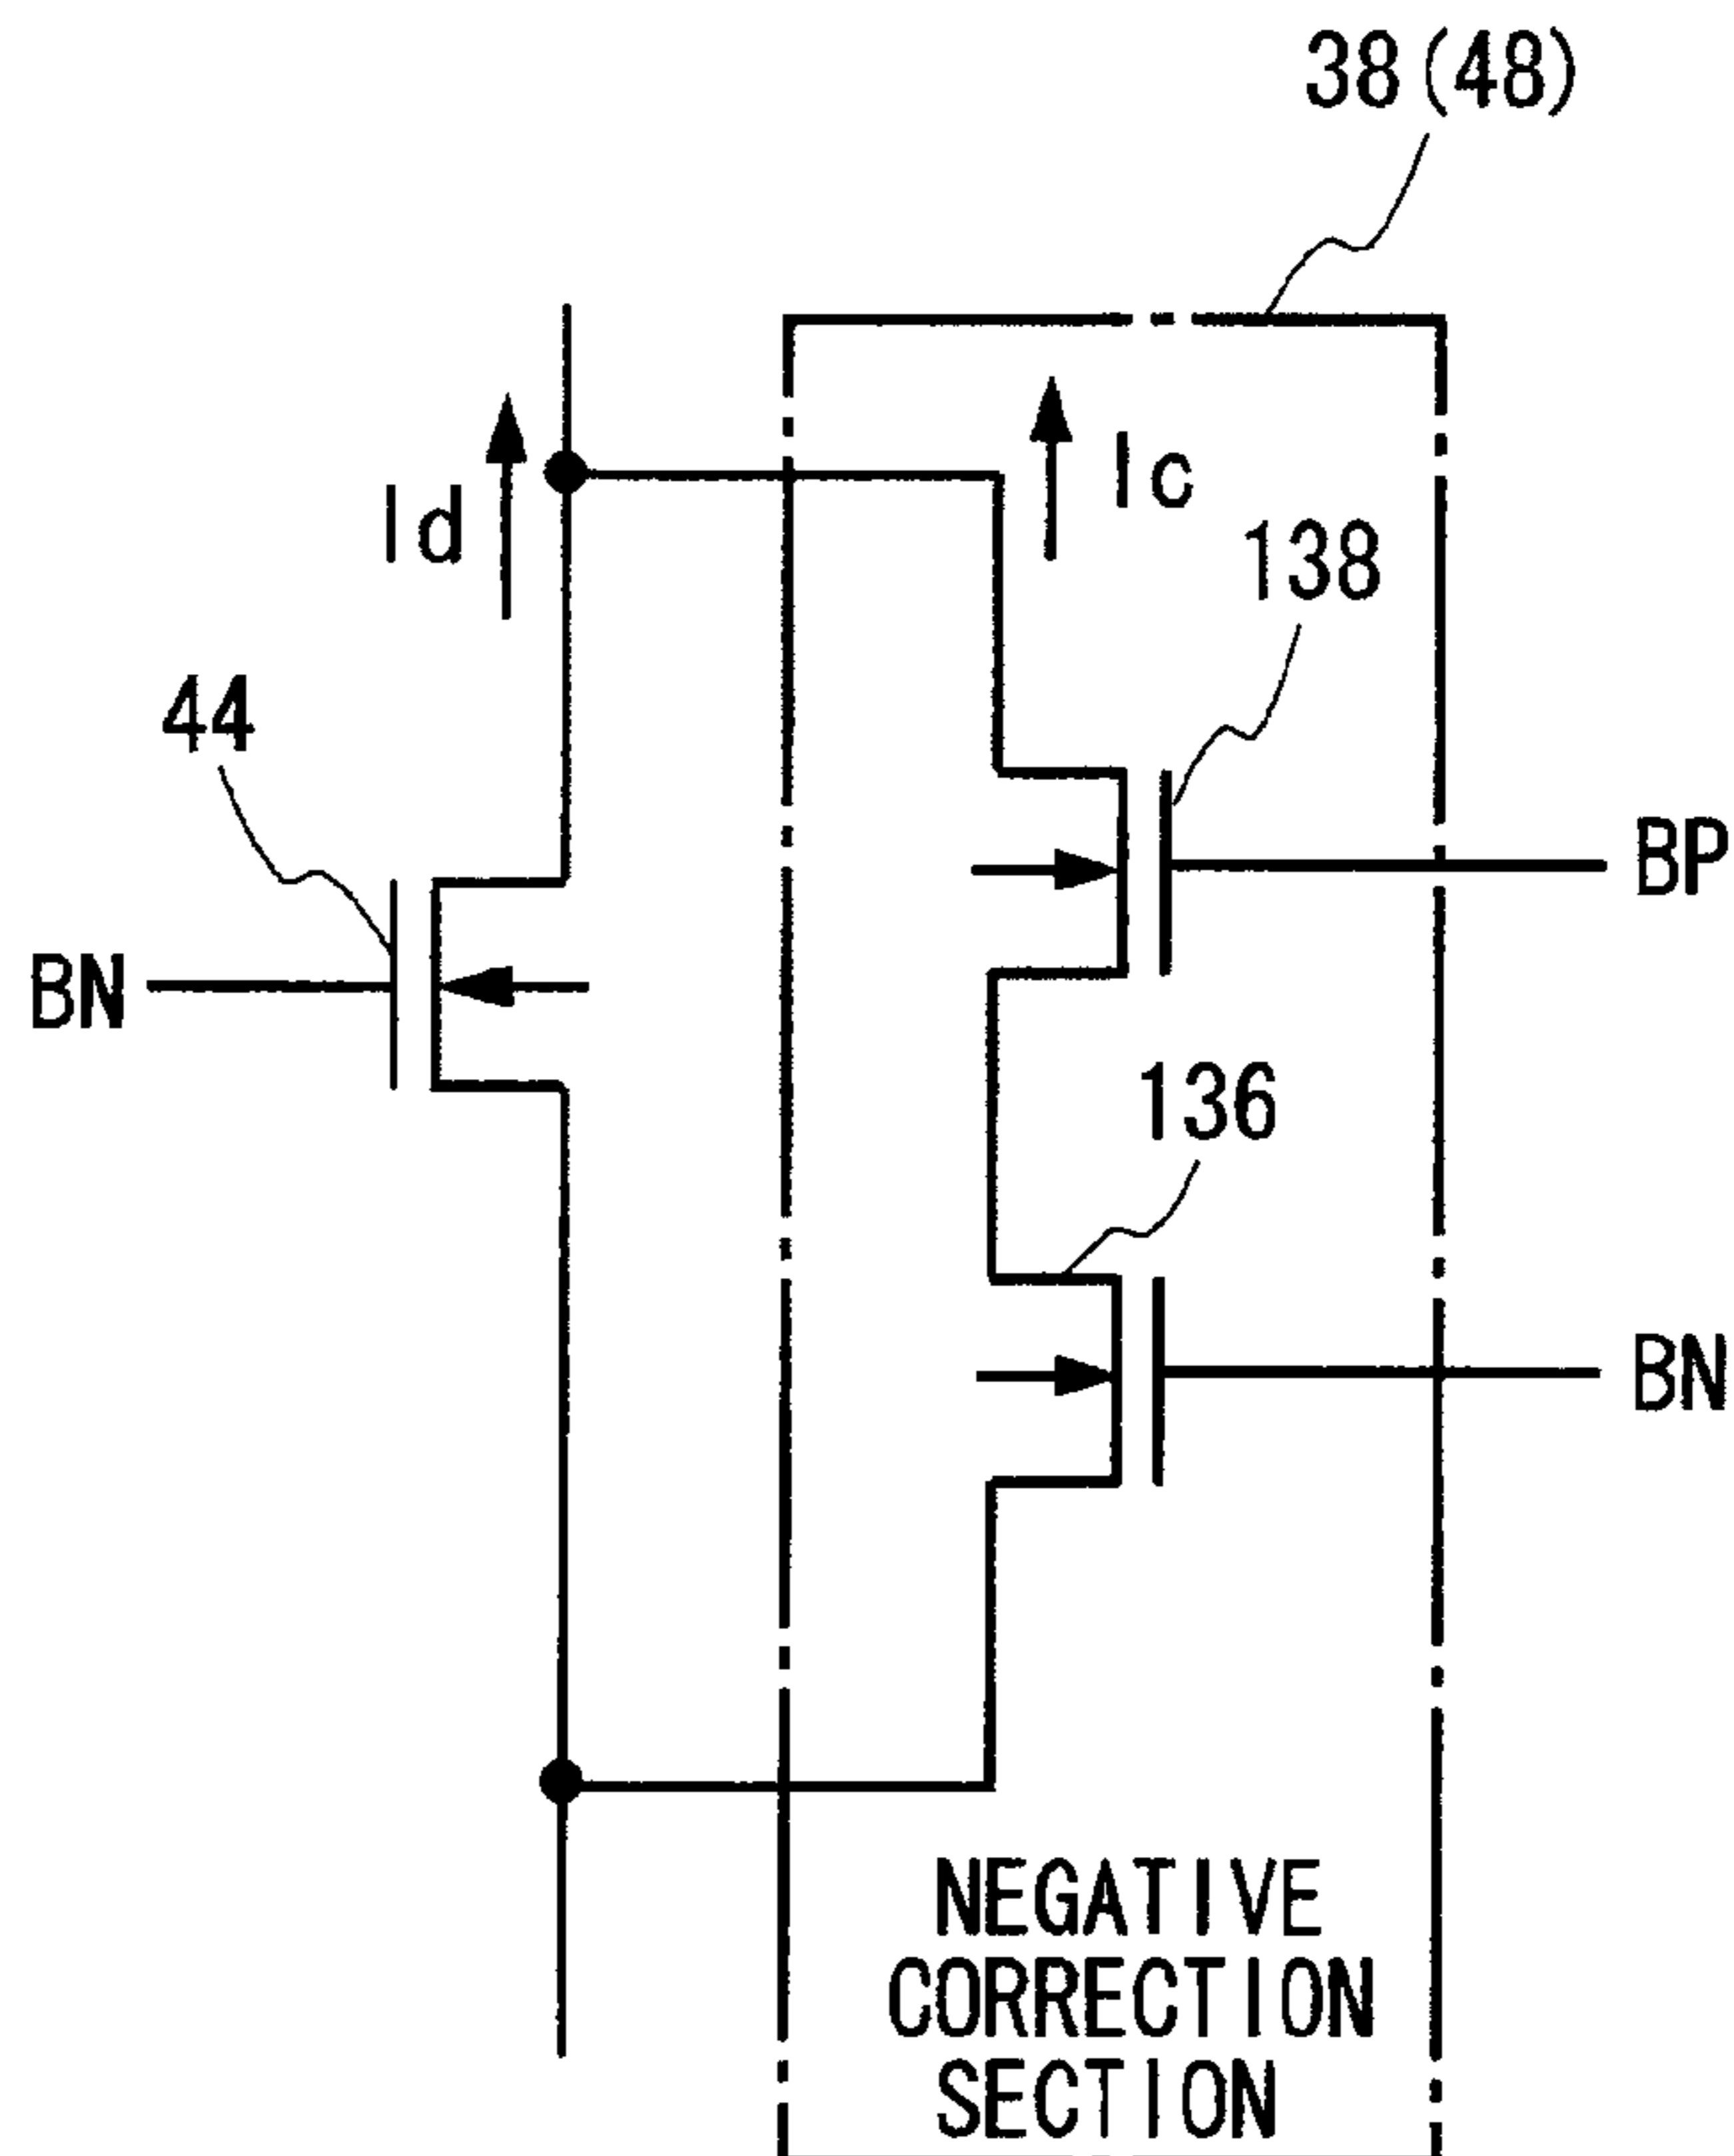 38(48)
Id
Ic
138
44
BP
BN
136
BN
NEGATIVE
CORRECTION
SECTION